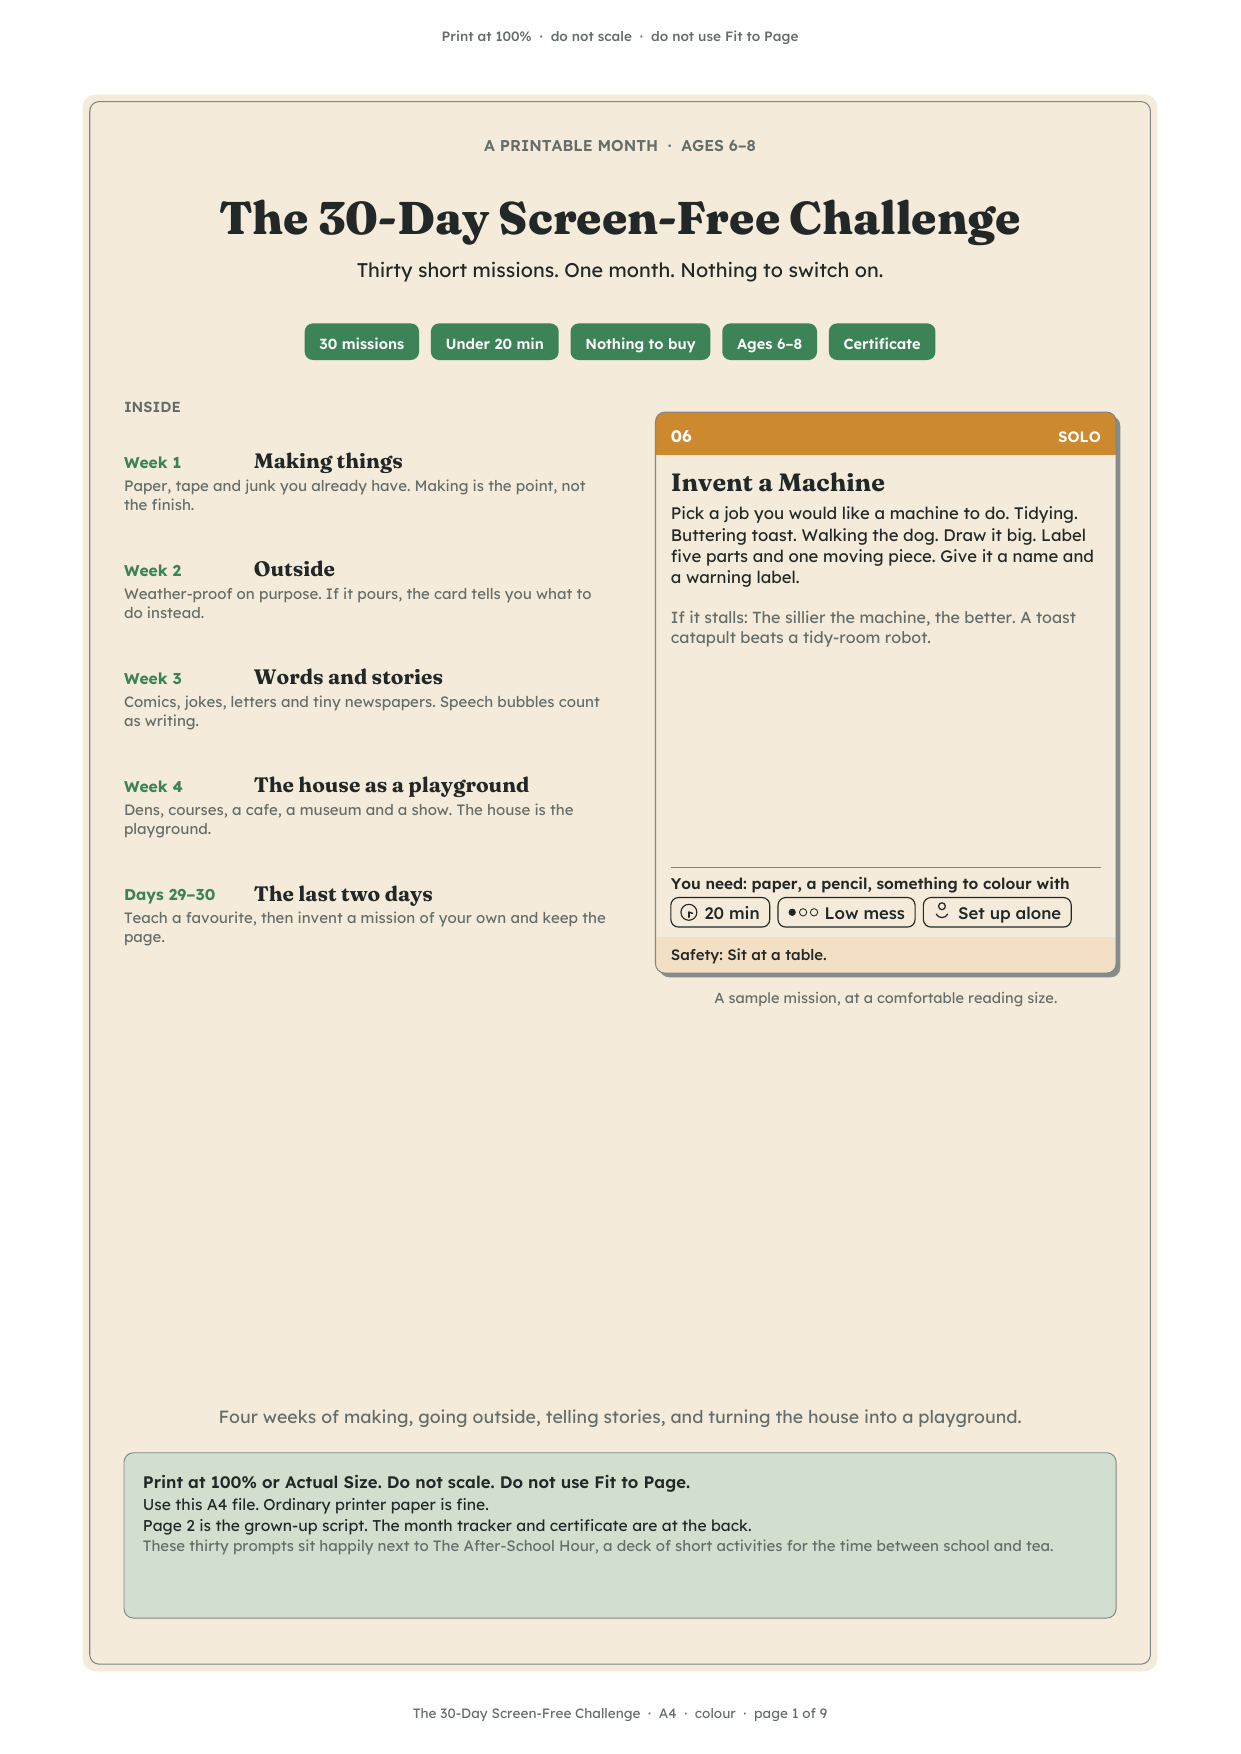 Print at 100% · do not scale · do not use Fit to Page
A PRINTABLE MONTH · AGES 6–8
The 30-Day Screen-Free Challenge
Thirty short missions. One month. Nothing to switch on.
30 missions
Under 20 min
Nothing to buy
Ages 6–8
Certificate
INSIDE
Week 1 Making things
Paper, tape and junk you already have. Making is the point, not
the finish.
Week 2 Outside
Weather-proof on purpose. If it pours, the card tells you what to
do instead.
Week 3 Words and stories
Comics, jokes, letters and tiny newspapers. Speech bubbles count
as writing.
Week 4 The house as a playground
Dens, courses, a cafe, a museum and a show. The house is the
playground.
Days 29–30 The last two days
Teach a favourite, then invent a mission of your own and keep the
page.
06 SOLO
Invent a Machine
Pick a job you would like a machine to do. Tidying.
Buttering toast. Walking the dog. Draw it big. Label
five parts and one moving piece. Give it a name and
a warning label.
If it stalls: The sillier the machine, the better. A toast
catapult beats a tidy-room robot.
You need: paper, a pencil, something to colour with
20 min
Low mess
Set up alone
Safety: Sit at a table.
A sample mission, at a comfortable reading size.
Four weeks of making, going outside, telling stories, and turning the house into a playground.
Print at 100% or Actual Size. Do not scale. Do not use Fit to Page.
Use this A4 file. Ordinary printer paper is fine.
Page 2 is the grown-up script. The month tracker and certificate are at the back.
These thirty prompts sit happily next to The After-School Hour, a deck of short activities for the time between school and tea.
The 30-Day Screen-Free Challenge · A4 · colour · page 1 of 9